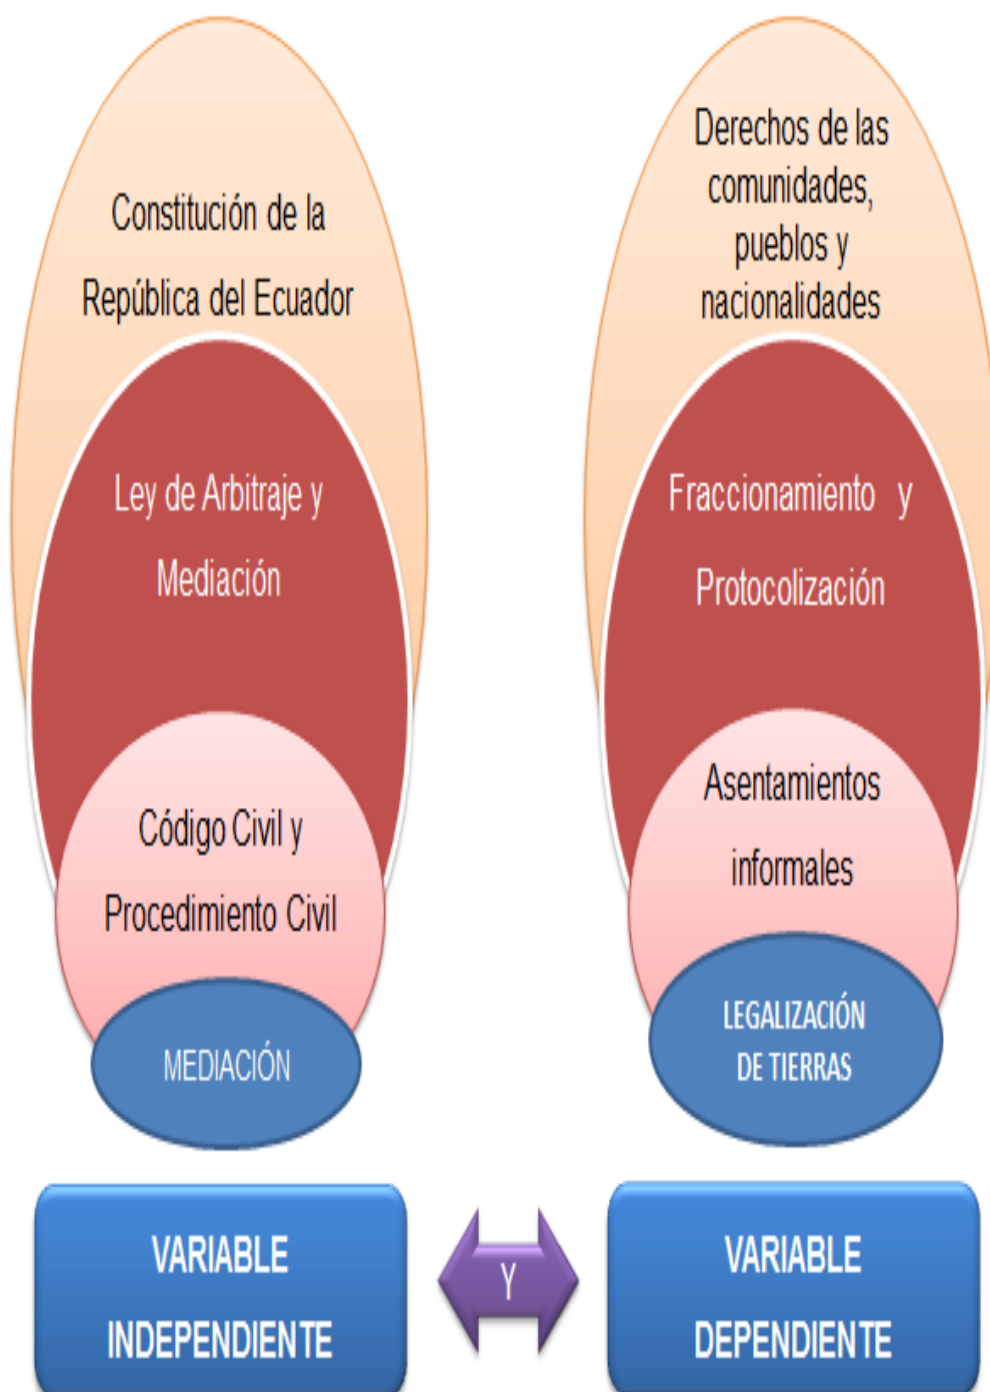 Constitución de la
República del Ecuador
Ley de Arbitraje y
Mediación
Código Civil y
Procedimiento Civil
MEDIACIÓN
VARIABLE
INDEPENDIENTE
Y
Derechos de las
comunidades,
pueblos y
nacionalidades
Fraccionamiento y
Protocolización
Asentamientos
informales
LEGALIZACIÓN
DE TIERRAS
VARIABLE
DEPENDIENTE